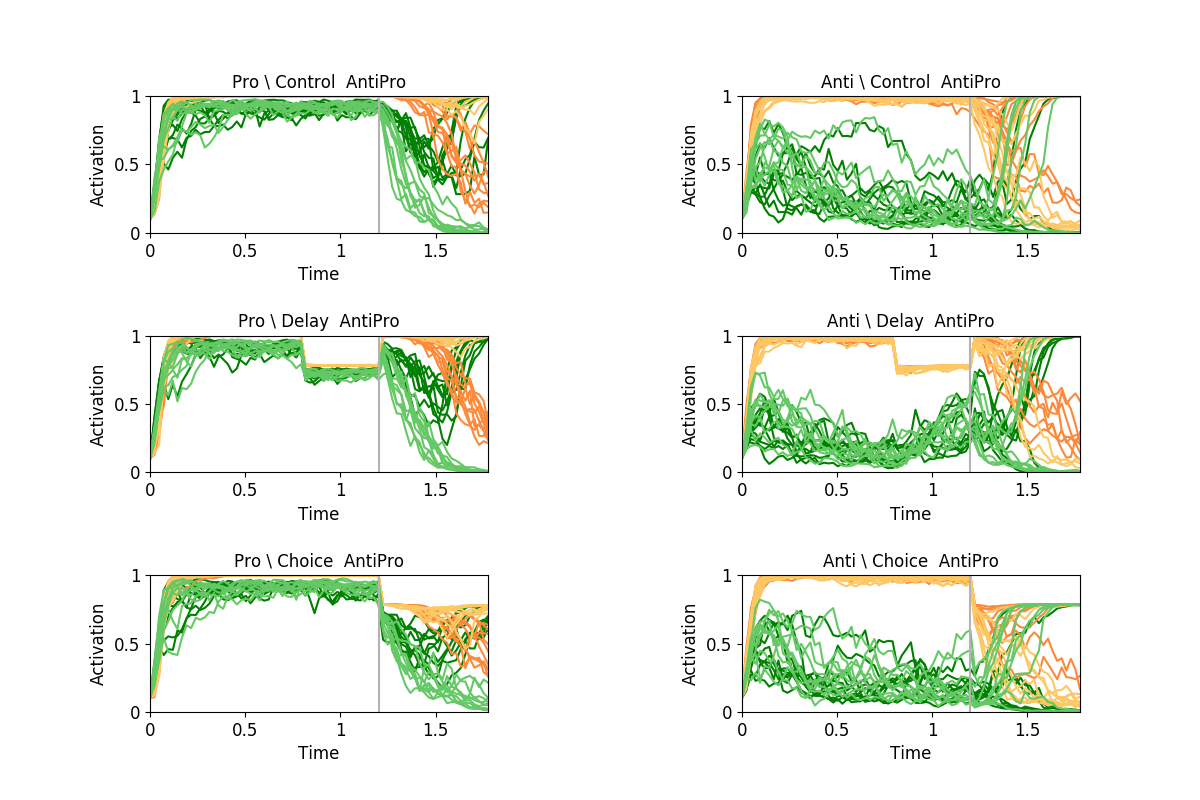 Pro \ Control  AntiPro
Activation
1
0.5
0
0
0.5
1
1.5
Time
Anti \ Control  AntiPro
Activation
1
0.5
0
0
0.5
1
1.5
Time
Pro \ Delay  AntiPro
Activation
1
0.5
0
0
0.5
1
1.5
Time
Anti \ Delay  AntiPro
Activation
1
0.5
0
0
0.5
1
1.5
Time
Pro \ Choice  AntiPro
Activation
1
0.5
0
0
0.5
1
1.5
Time
Anti \ Choice  AntiPro
Activation
1
0.5
0
0
0.5
1
1.5
Time